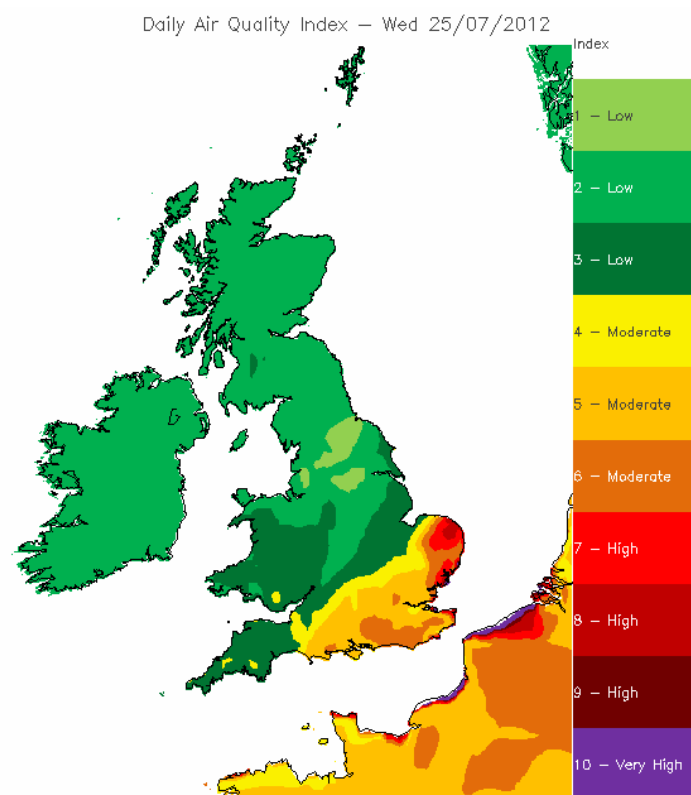 Daily Air Quality Index – Wed 25/07/2012
Index
1 – Low
2 – Low
3 – Low
4 – Moderate
5 – Moderate
6 – Moderate
7 – High
8 – High
9 – High
10 – Very High